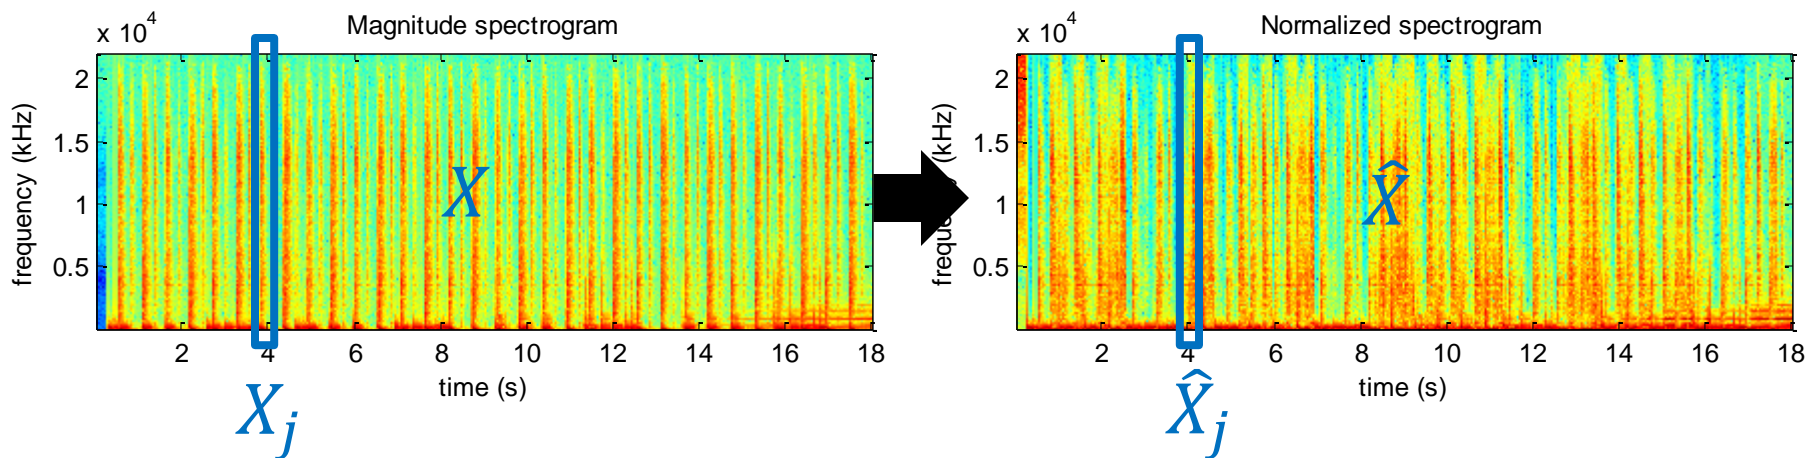 Magnitude spectrogram
x 10^4
frequency (kHz)
2
1.5
1
0.5
2 4 6 8 10 12 14 16 18
time (s)
X
X_j
Normalized spectrogram
x 10^4
frequency (kHz)
2
1.5
1
0.5
2 4 6 8 10 12 14 16 18
time (s)
X̂
X̂_j